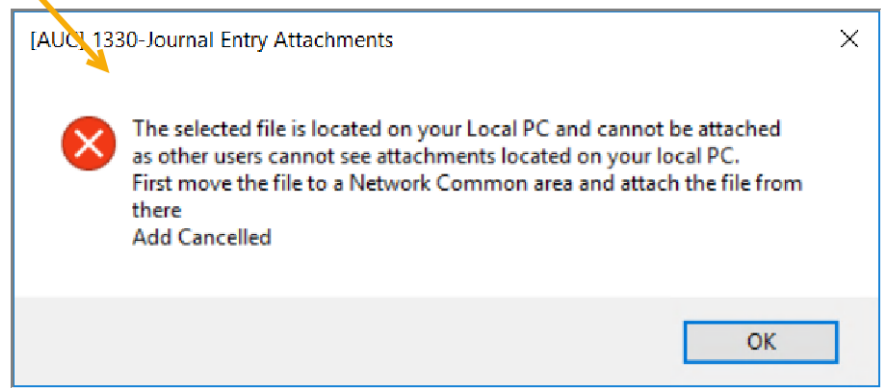 [AUC] 1330-Journal Entry Attachments
The selected file is located on your Local PC and cannot be attached
as other users cannot see attachments located on your local PC.
First move the file to a Network Common area and attach the file from
there
Add Cancelled
OK